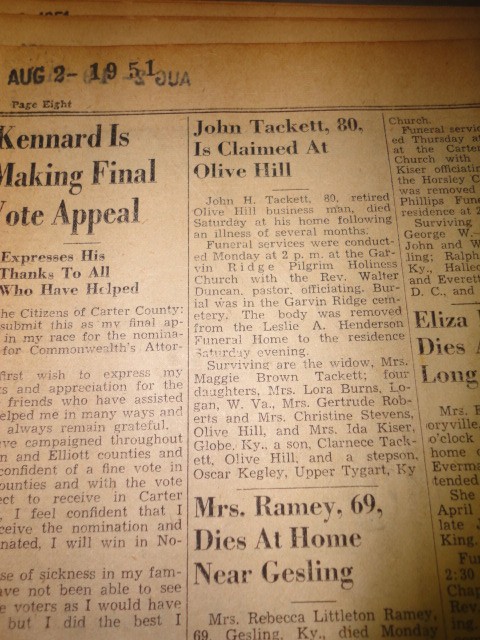 AUG 2- 1951
Page Eight
Kennard Is
Making Final
Vote Appeal
Expresses His
Thanks To All
Who Have Helped
the Citizens of Carter County:
submit this as my final ap-
in my race for the nomina-
for Commonwealth's Attor-
first wish to express my
s and appreciation for the
friends who have assisted
elped me in many ways and
always remain grateful.
ve campaigned throughout
n and Elliott counties and
confident of a fine vote in
ounties and with the vote
ect to receive in Carter
, I feel confident that I
ceive the nomination and
nated, I will win in No-
se of sickness in my fam-
ave not been able to see
e voters as I would have
but I did the best I
John Tackett, 80,
Is Claimed At
Olive Hill
John H. Tackett, 80, retired
Olive Hill business man, died
Saturday at his home following
an illness of several months.
Funeral services were conduct-
ed Monday at 2 p. m. at the Gar-
vin Ridge Pilgrim Holiness
Church with the Rev. Walter
Duncan, pastor, officiating. Bur-
ial was in the Garvin Ridge cem-
etery. The body was removed
from the Leslie A. Henderson
Funeral Home to the residence
Saturday evening.
Surviving are the widow, Mrs.
Maggie Brown Tackett; four
daughters, Mrs. Lora Burns, Lo-
gan, W. Va., Mrs. Gertrude Rob-
erts and Mrs. Christine Stevens,
Olive Hill, and Mrs. Ida Kiser,
Globe, Ky., a son, Clarnece Tack-
ett, Olive Hill, and a stepson,
Oscar Kegley, Upper Tygart, Ky
Mrs. Ramey, 69,
Dies At Home
Near Gesling
Mrs. Rebecca Littleton Ramey,
69, Gesling, Ky., died Monday
Church.
Funeral servic
ed Thursday at
at the Carter
Church with
Kiser officiatin
the Horsley C
was removed
Phillips Fune
residence at 2
Surviving
George W.
John and W
ling; Ralph
Ky., Halle
and Everett
D. C., and
Eliza
Dies A
Long
Mrs. E
oryville,
o'clock
home o
Everma
tended
She
April
late J
King.
Fu
2:30
Chap
Rev.
ing